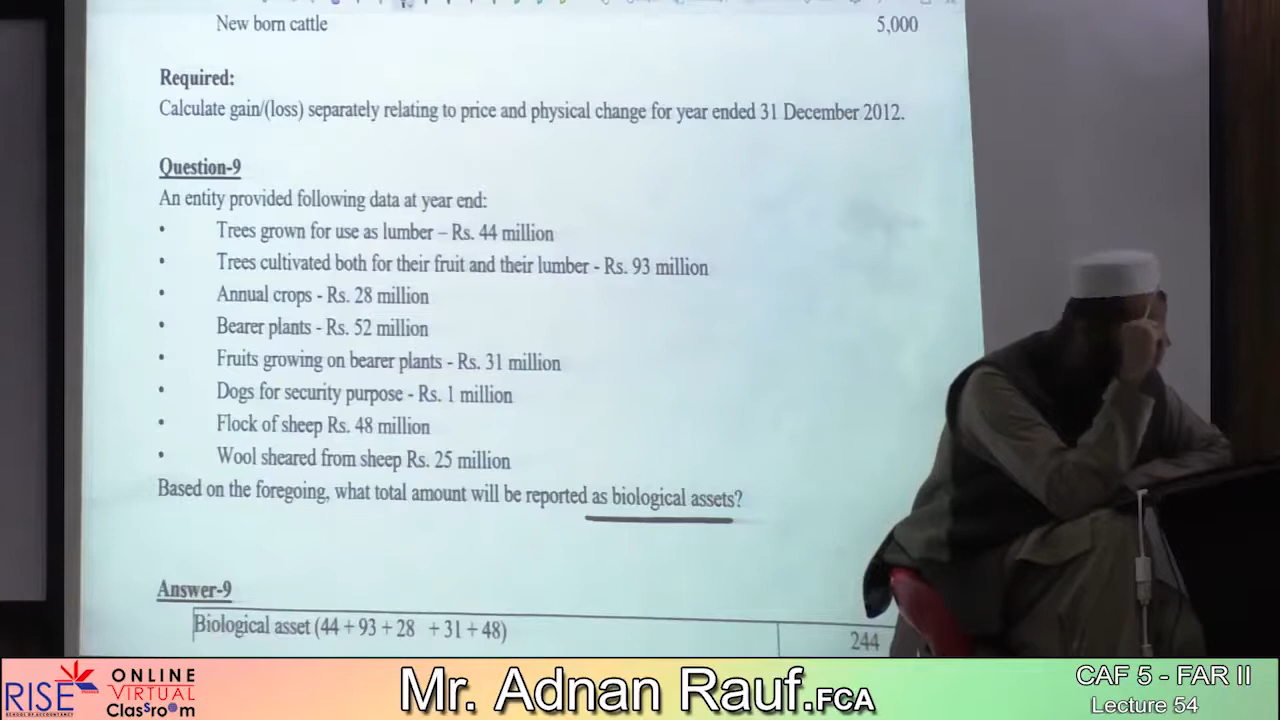 New born cattle 5,000
Required:
Calculate gain/(loss) separately relating to price and physical change for year ended 31 December 2012.
Question-9
An entity provided following data at year end:
• Trees grown for use as lumber – Rs. 44 million
• Trees cultivated both for their fruit and their lumber - Rs. 93 million
• Annual crops - Rs. 28 million
• Bearer plants - Rs. 52 million
• Fruits growing on bearer plants - Rs. 31 million
• Dogs for security purpose - Rs. 1 million
• Flock of sheep Rs. 48 million
• Wool sheared from sheep Rs. 25 million
Based on the foregoing, what total amount will be reported as biological assets?
Answer-9
Biological asset (44 + 93 + 28 + 31 + 48) 244
RISE
SCHOOL OF ACCOUNTANCY
ONLINE
VIRTUAL
Classroom
Mr. Adnan Rauf.FCA
CAF 5 - FAR II
Lecture 54